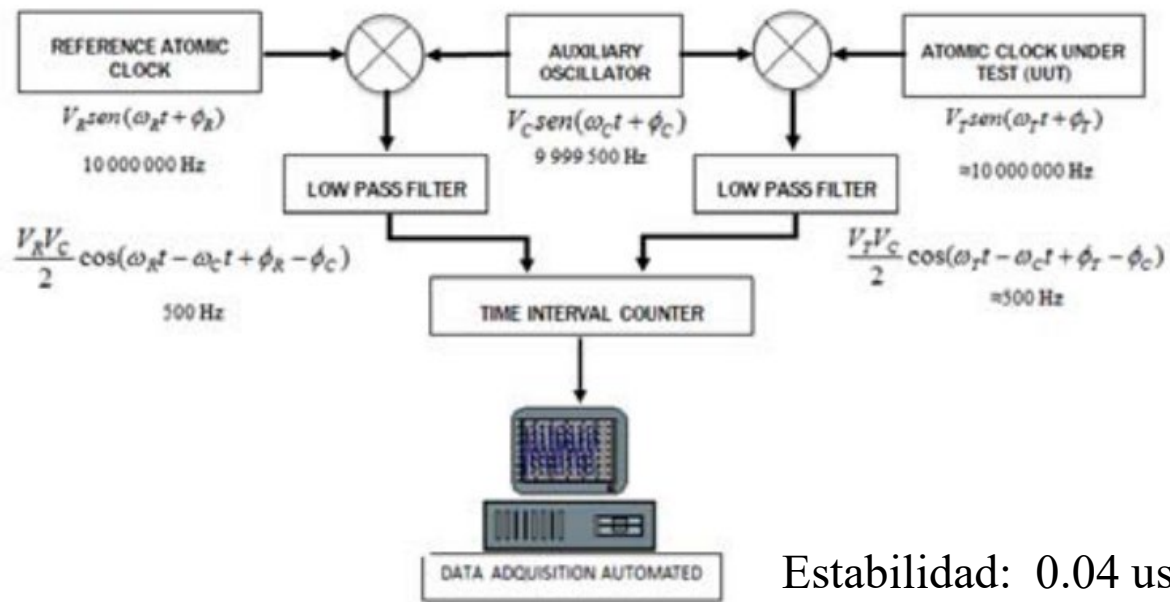 REFERENCE ATOMIC
CLOCK
AUXILIARY
OSCILLATOR
ATOMIC CLOCK UNDER
TEST (UUT)
V_R sen(ω_R t + ϕ_R)
V_C sen(ω_C t + ϕ_C)
V_T sen(ω_T t + ϕ_T)
10 000 000 Hz
9 999 500 Hz
≈10 000 000 Hz
LOW PASS FILTER
LOW PASS FILTER
V_R V_C / 2 cos(ω_R t − ω_C t + ϕ_R − ϕ_C)
V_T V_C / 2 cos(ω_T t − ω_C t + ϕ_T − ϕ_C)
500 Hz
≈500 Hz
TIME INTERVAL COUNTER
DATA ADQUISITION AUTOMATED
Estabilidad: 0.04 us